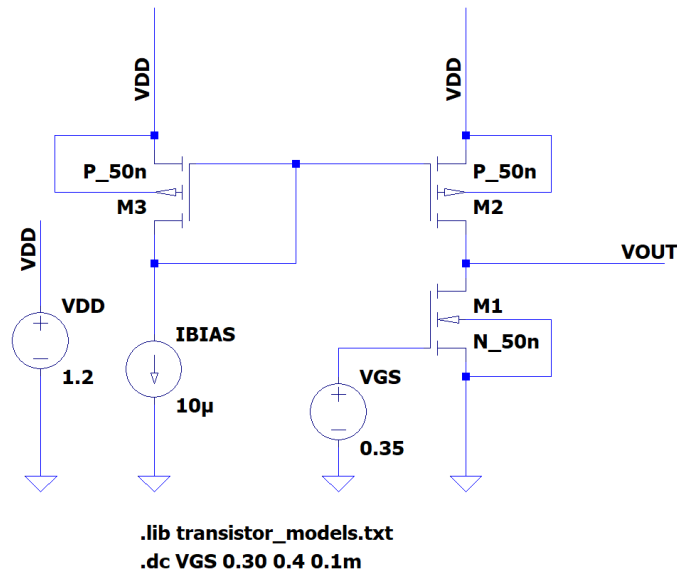 VDD
VDD
P_50n
M3
P_50n
M2
VDD
VOUT
VDD
1.2
IBIAS
10µ
M1
N_50n
VGS
0.35
.lib transistor_models.txt
.dc VGS 0.30 0.4 0.1m